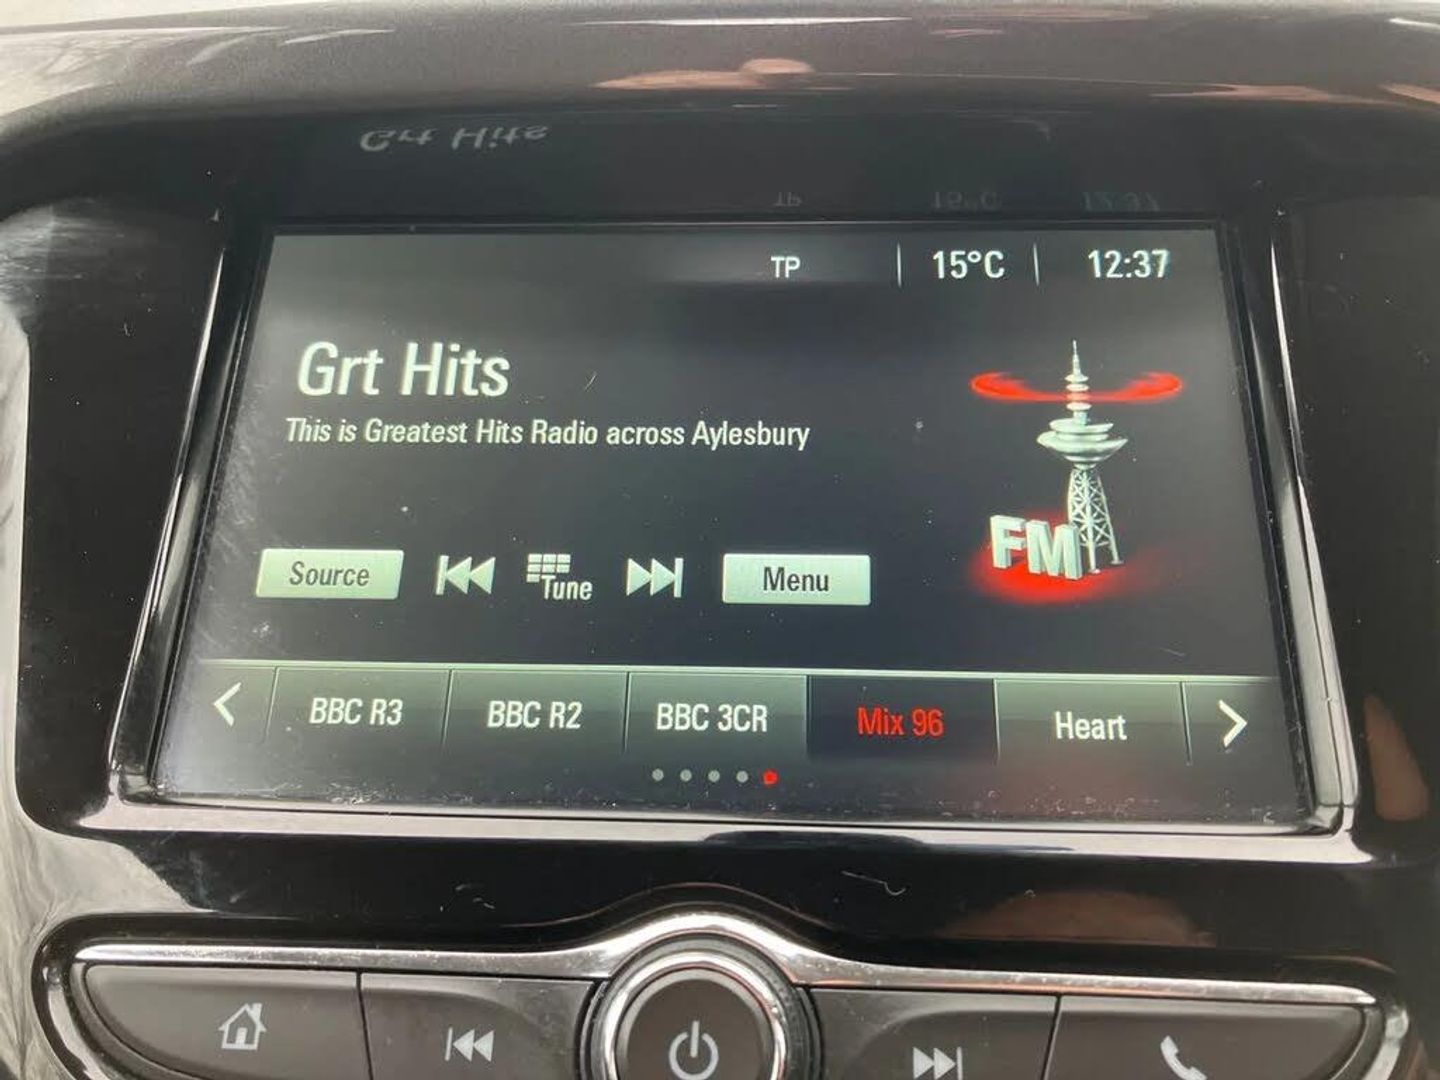 TP 15°C 12:37
Grt Hits
This is Greatest Hits Radio across Aylesbury
FM
Source Tune Menu
BBC R3 BBC R2 BBC 3CR Mix 96 Heart